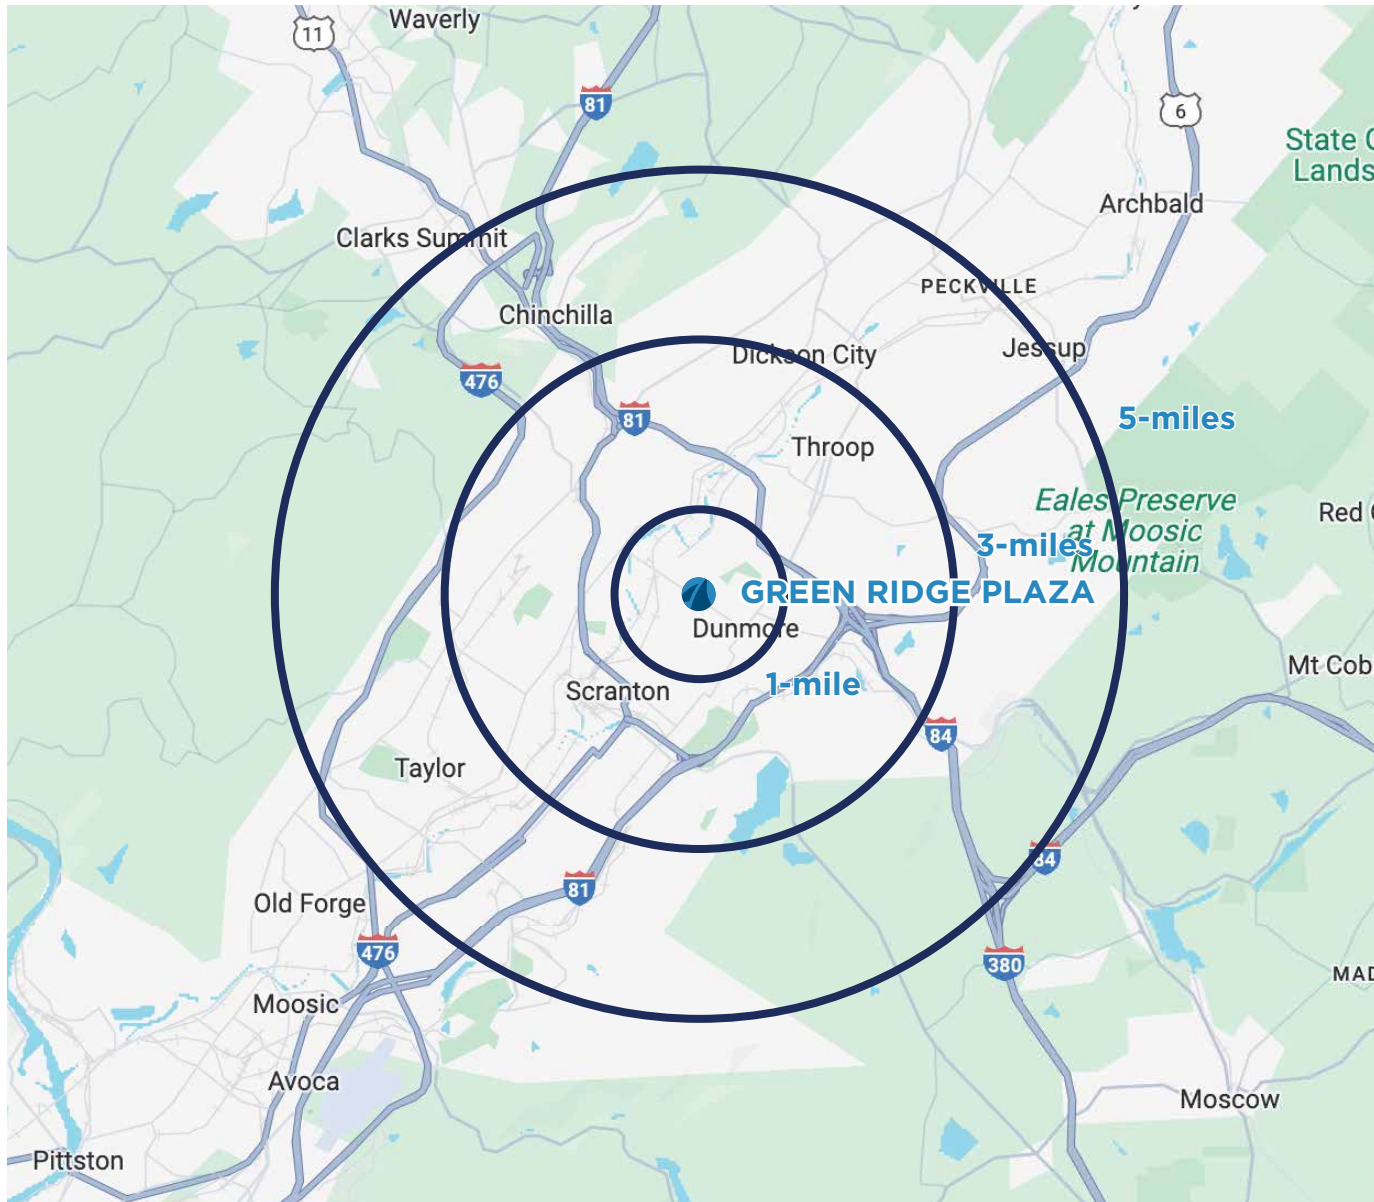 Waverly
11
81
6
State
Lands
Archbald
Clarks Summit
PECKVILLE
Chinchilla
Jessup
Dickson City
476
81
5-miles
Throop
Eales Preserve
at Moosic
Mountain
Red
3-miles
GREEN RIDGE PLAZA
Dunmore
Mt Cob
1-mile
Scranton
84
Taylor
84
81
Old Forge
476
380
MAD
Moosic
Avoca
Moscow
Pittston